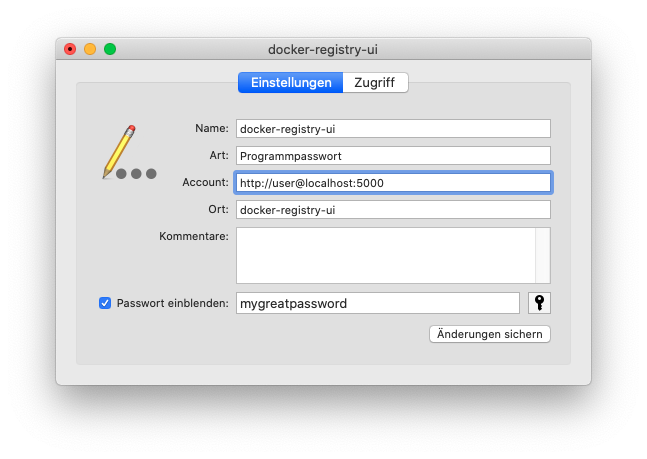 docker-registry-ui
Einstellungen Zugriff
Name: docker-registry-ui
Art: Programmpasswort
Account: http://user@localhost:5000
Ort: docker-registry-ui
Kommentare:
Passwort einblenden: mygreatpassword
Änderungen sichern